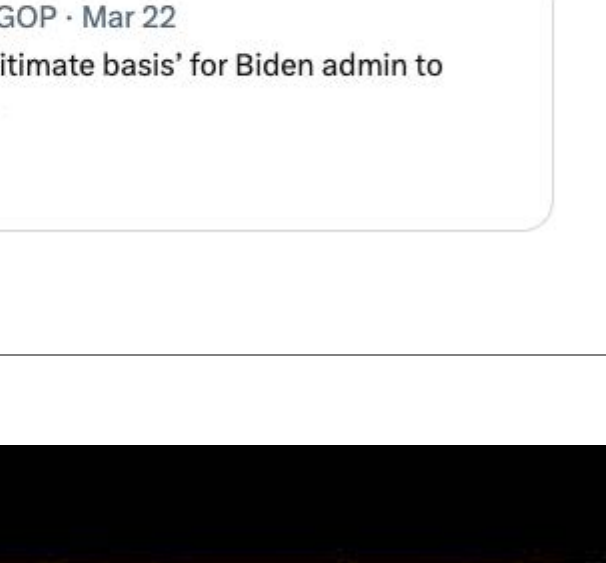 GOP · Mar 22
itimate basis’ for Biden admin to